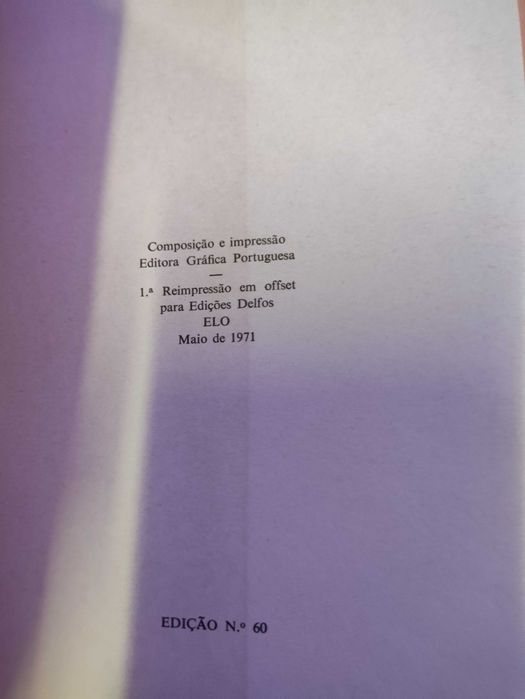 Composição e impressão
Editora Gráfica Portuguesa
—
1.ª Reimpressão em offset
para Edições Delfos
ELO
Maio de 1971
EDIÇÃO N.º 60